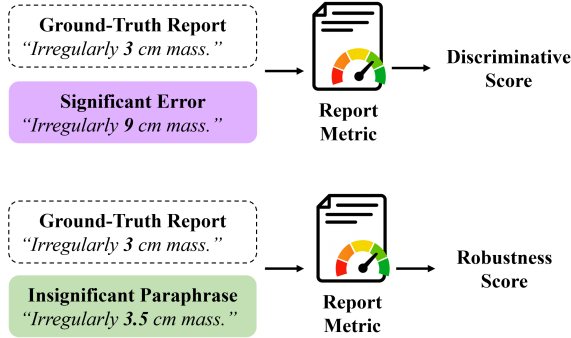 Ground-Truth Report
“Irregularly 3 cm mass.”
Significant Error
“Irregularly 9 cm mass.”
Report
Metric
Discriminative
Score
Ground-Truth Report
“Irregularly 3 cm mass.”
Insignificant Paraphrase
“Irregularly 3.5 cm mass.”
Report
Metric
Robustness
Score